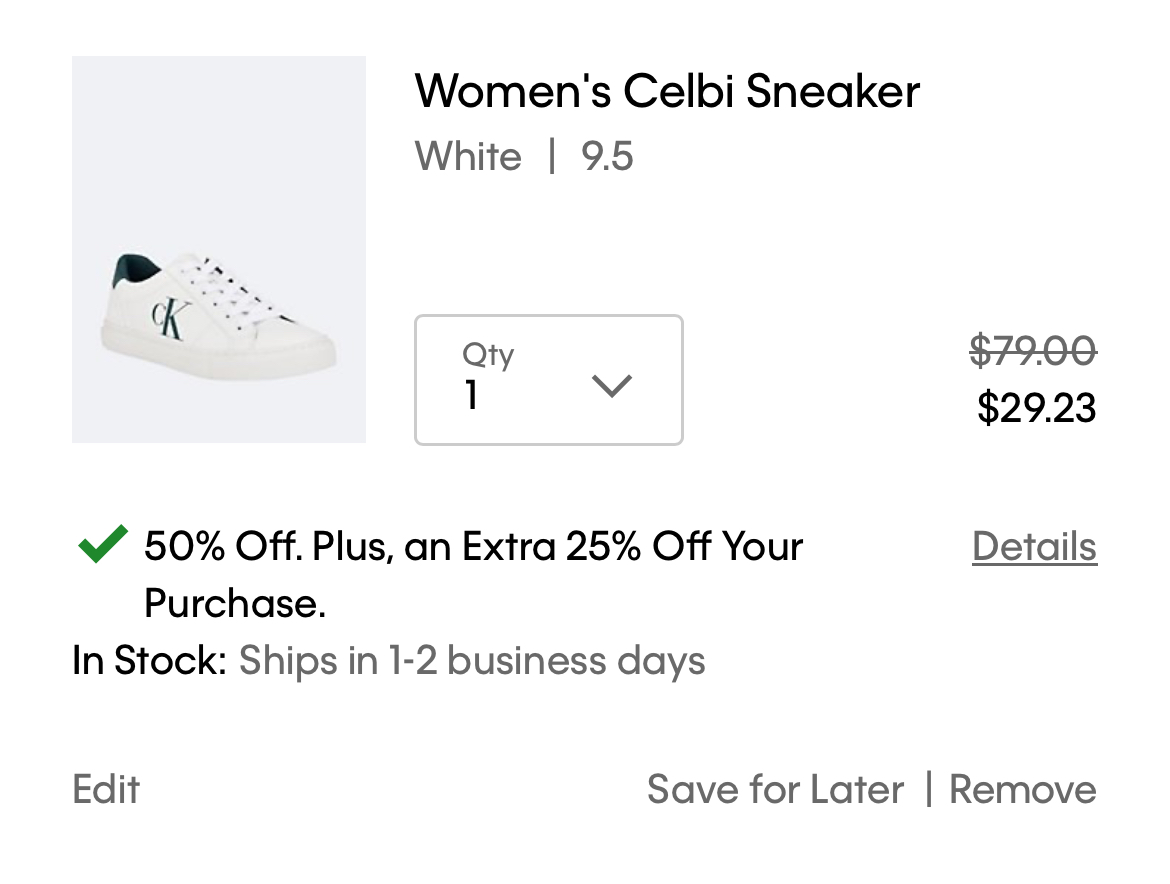 Women's Celbi Sneaker
White | 9.5
CK
Qty
1
$79.00
$29.23
50% Off. Plus, an Extra 25% Off Your
Purchase.
Details
In Stock: Ships in 1-2 business days
Edit
Save for Later | Remove